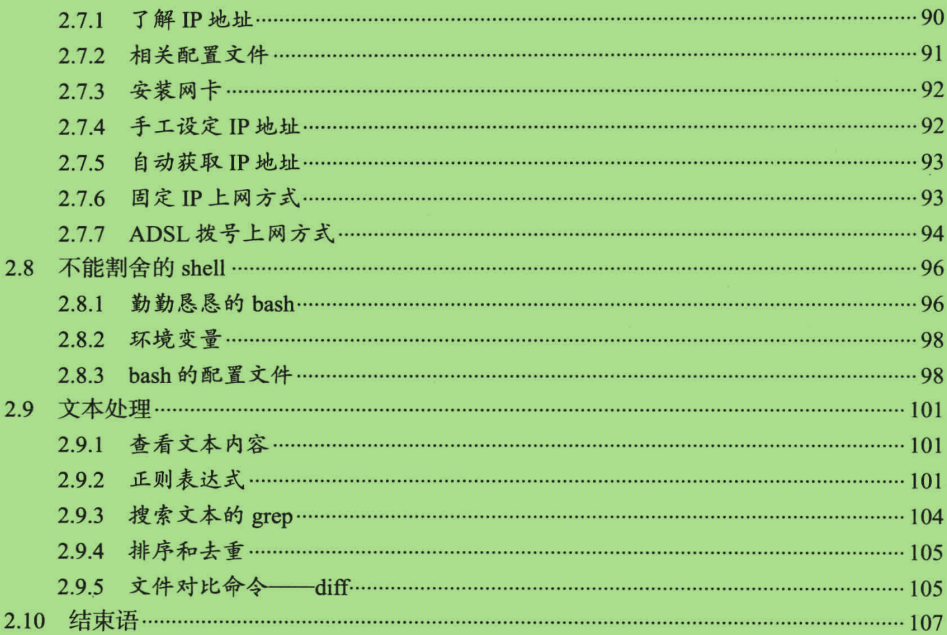 2.7.1 了解 IP 地址……90
2.7.2 相关配置文件……91
2.7.3 安装网卡……92
2.7.4 手工设定 IP 地址……92
2.7.5 自动获取 IP 地址……93
2.7.6 固定 IP 上网方式……93
2.7.7 ADSL 拨号上网方式……94
2.8 不能割舍的 shell……96
2.8.1 勤勤恳恳的 bash……96
2.8.2 环境变量……98
2.8.3 bash 的配置文件……98
2.9 文本处理……101
2.9.1 查看文本内容……101
2.9.2 正则表达式……101
2.9.3 搜索文本的 grep……104
2.9.4 排序和去重……105
2.9.5 文件对比命令——diff……105
2.10 结束语……107